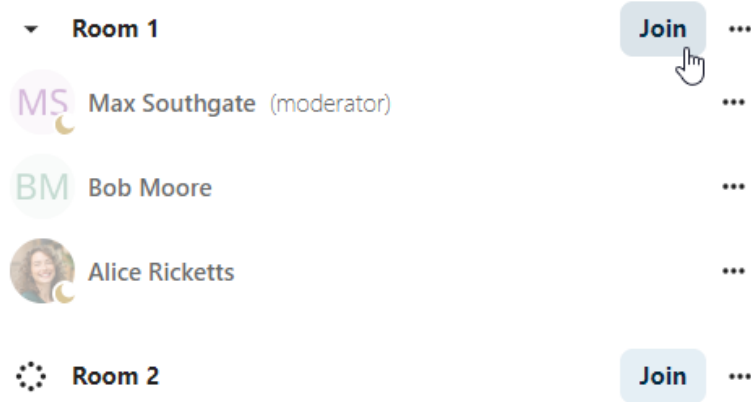 Room 1 Join
MS Max Southgate (moderator)
BM Bob Moore
Alice Ricketts
Room 2 Join